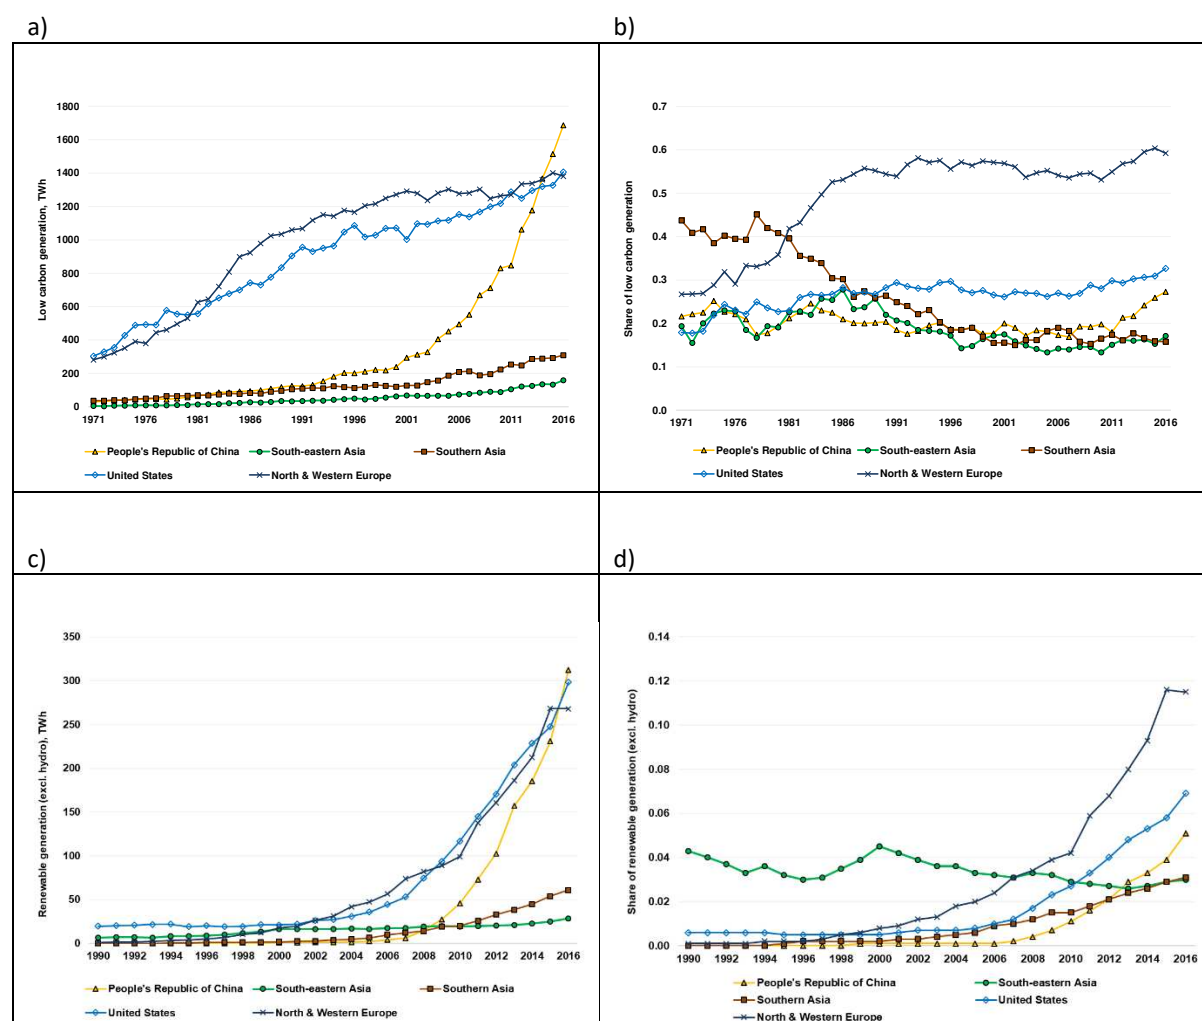 a)
b)
Low carbon generation, TWh
1800
1600
1400
1200
1000
800
600
400
200
0
1971 1976 1981 1986 1991 1996 2001 2006 2011 2016
People's Republic of China South-eastern Asia Southern Asia
United States North & Western Europe
Share of low carbon generation
0.7
0.6
0.5
0.4
0.3
0.2
0.1
0.0
1971 1976 1981 1986 1991 1996 2001 2006 2011 2016
People's Republic of China South-eastern Asia Southern Asia
United States North & Western Europe
c)
d)
Renewable generation (excl. hydro), TWh
350
300
250
200
150
100
50
0
1990 1992 1994 1996 1998 2000 2002 2004 2006 2008 2010 2012 2014 2016
People's Republic of China South-eastern Asia Southern Asia
United States North & Western Europe
Share of renewable generation (excl. hydro)
0.14
0.12
0.10
0.08
0.06
0.04
0.02
0.00
1990 1992 1994 1996 1998 2000 2002 2004 2006 2008 2010 2012 2014 2016
People's Republic of China South-eastern Asia
Southern Asia United States
North & Western Europe